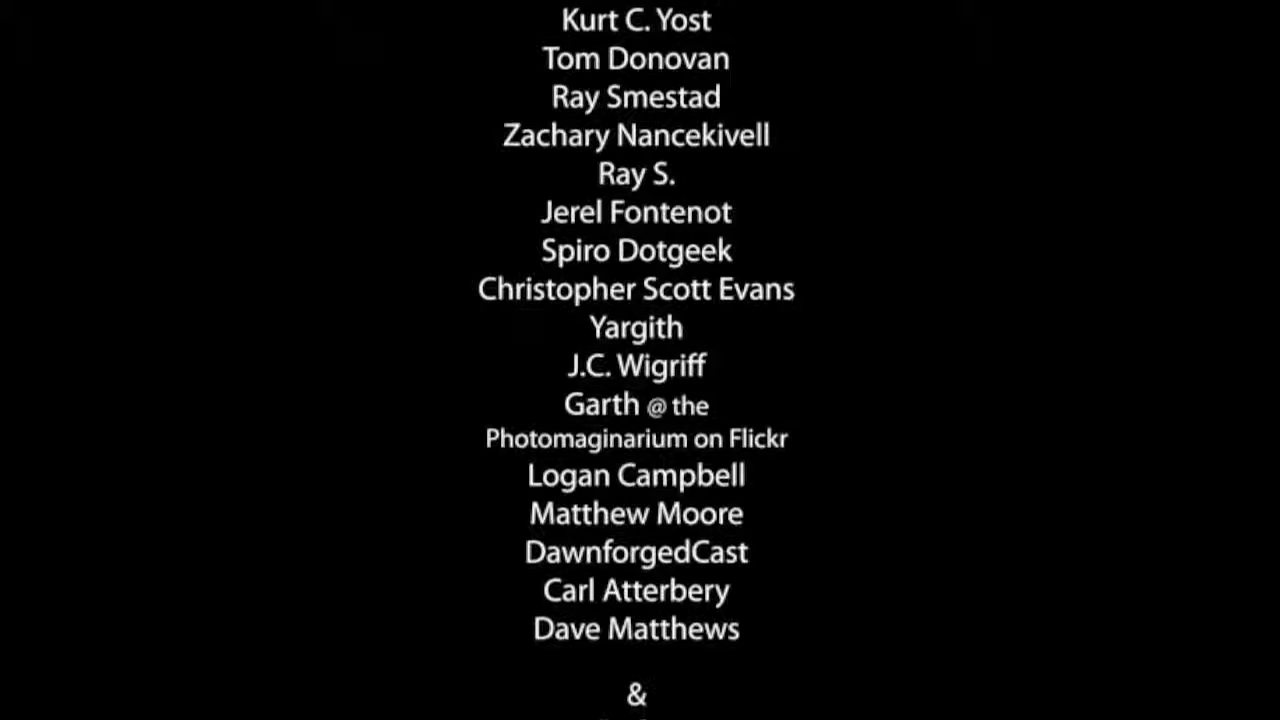 Kurt C. Yost
Tom Donovan
Ray Smestad
Zachary Nancekivell
Ray S.
Jerel Fontenot
Spiro Dotgeek
Christopher Scott Evans
Yargith
J.C. Wigriff
Garth @ the
Photomaginarium on Flickr
Logan Campbell
Matthew Moore
DawnforgedCast
Carl Atterbery
Dave Matthews
&